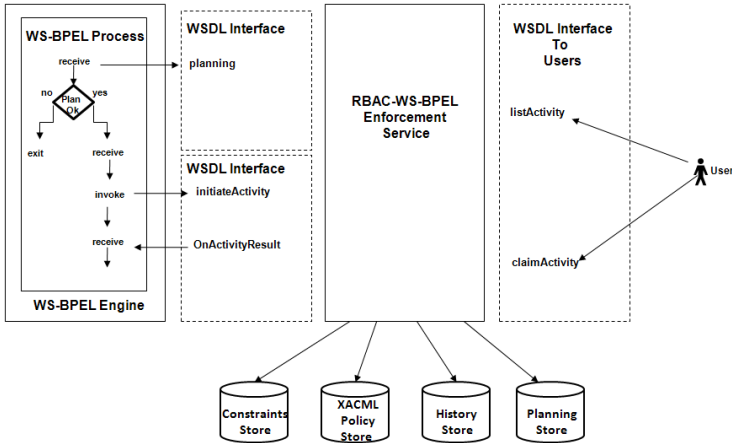 WS-BPEL Process
receive
no
yes
Plan
Ok
exit
receive
invoke
receive
WS-BPEL Engine
WSDL Interface
planning
WSDL Interface
initiateActivity
OnActivityResult
RBAC-WS-BPEL
Enforcement
Service
WSDL Interface
To
Users
listActivity
claimActivity
User
Constraints
Store
XACML
Policy
Store
History
Store
Planning
Store